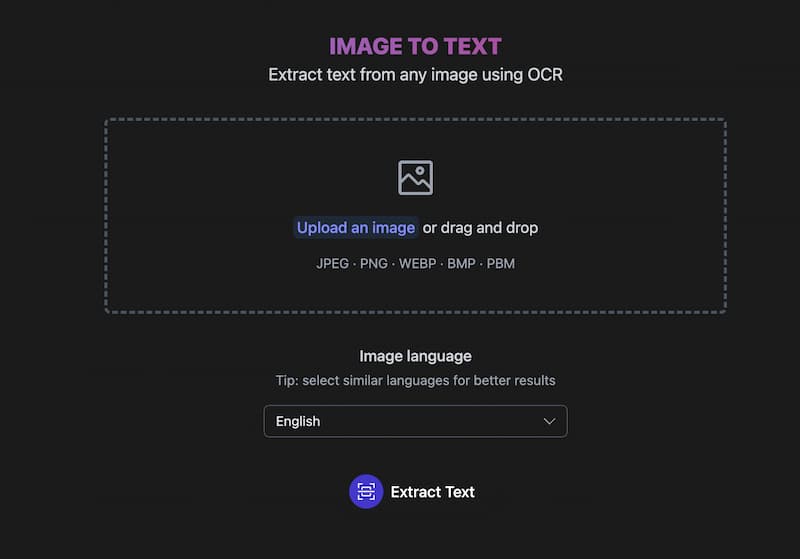 IMAGE TO TEXT
Extract text from any image using OCR
Upload an image or drag and drop
JPEG · PNG · WEBP · BMP · PBM
Image language
Tip: select similar languages for better results
English
Extract Text